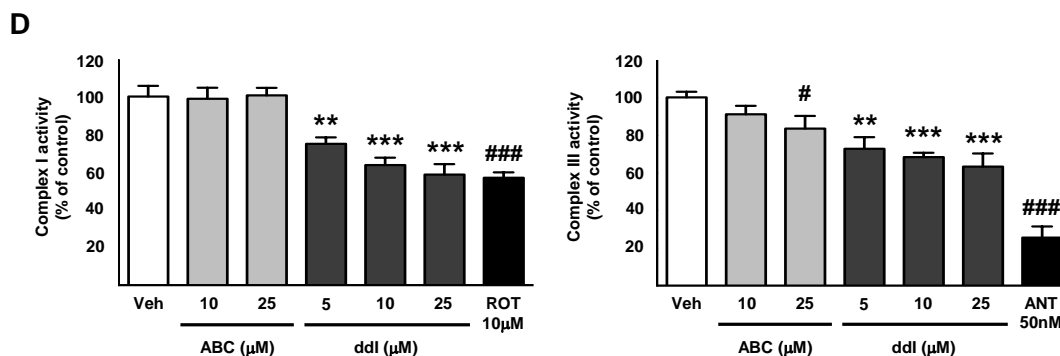 D
Complex I activity
(% of control)
120
100
80
60
40
20
**
***
***
###
Veh
10
25
5
10
25
ROT
10μM
ABC (μM)
ddI (μM)
Complex III activity
(% of control)
120
100
80
60
40
20
#
**
***
***
###
Veh
10
25
5
10
25
ANT
50nM
ABC (μM)
ddI (μM)